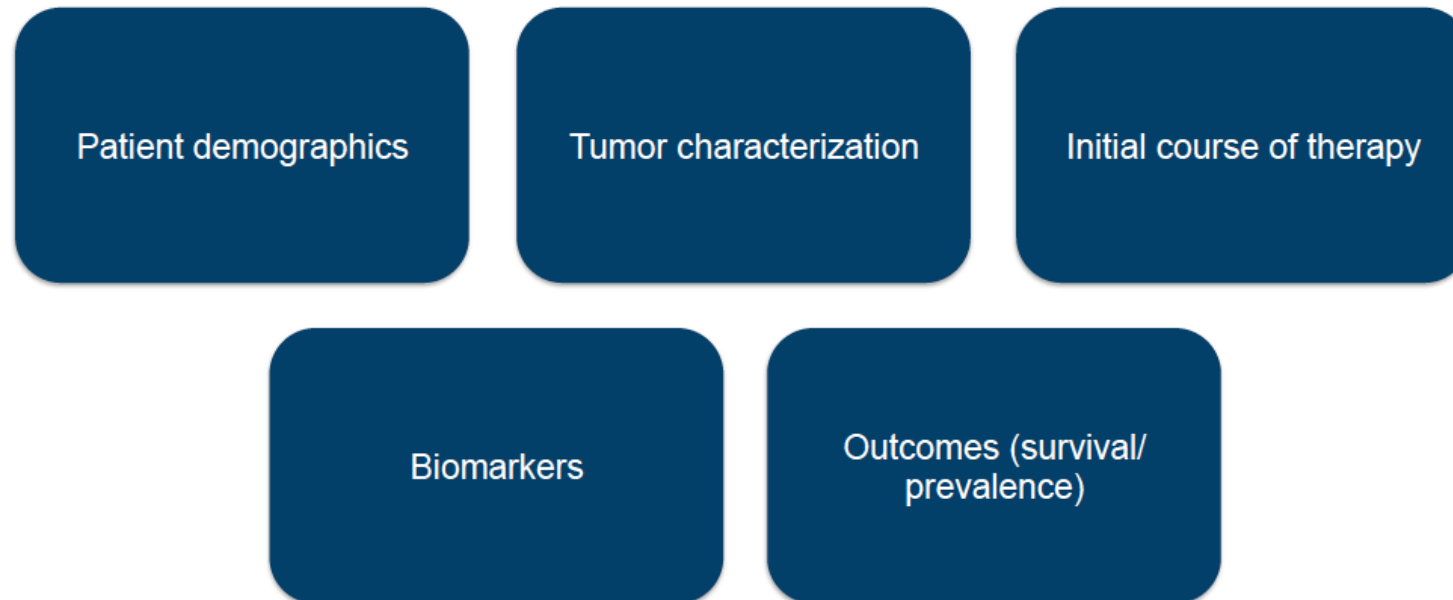 Patient demographics
Tumor characterization
Initial course of therapy
Biomarkers
Outcomes (survival/
prevalence)